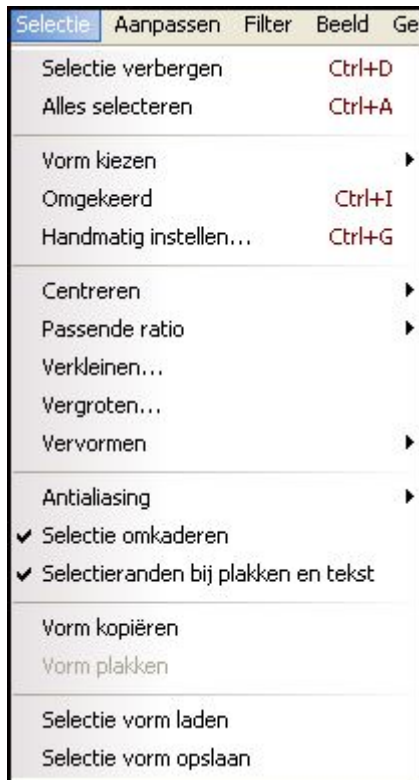 Selectie Aanpassen Filter Beeld Ge
Selectie verbergen Ctrl+D
Alles selecteren Ctrl+A
Vorm kiezen
Omgekeerd Ctrl+I
Handmatig instellen... Ctrl+G
Centreren
Passende ratio
Verkleinen...
Vergroten...
Vervormen
Antialiasing
Selectie omkaderen
Selectieranden bij plakken en tekst
Vorm kopiëren
Vorm plakken
Selectie vorm laden
Selectie vorm opslaan